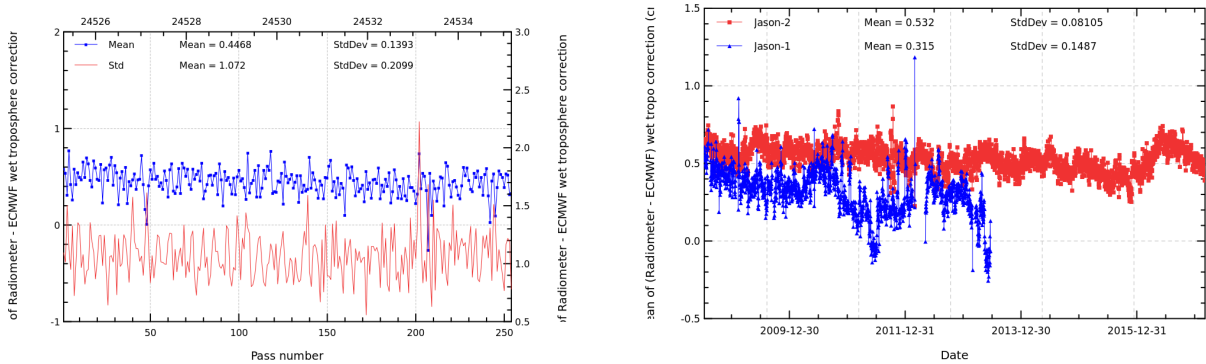 24526 24528 24530 24532 24534
Mean Mean = 0.4468 StdDev = 0.1393
Std Mean = 1.072 StdDev = 0.2099
2
1
0
-1
3.0
2.5
2.0
1.5
1.0
0.5
50 100 150 200 250
Pass number
of Radiometer - ECMWF wet troposphere correction
of Radiometer - ECMWF wet troposphere correction
Jason-2 Mean = 0.532 StdDev = 0.08105
Jason-1 Mean = 0.315 StdDev = 0.1487
1.5
1.0
0.5
0.0
-0.5
2009-12-30 2011-12-31 2013-12-30 2015-12-31
Date
of (Radiometer - ECMWF) wet tropo correction